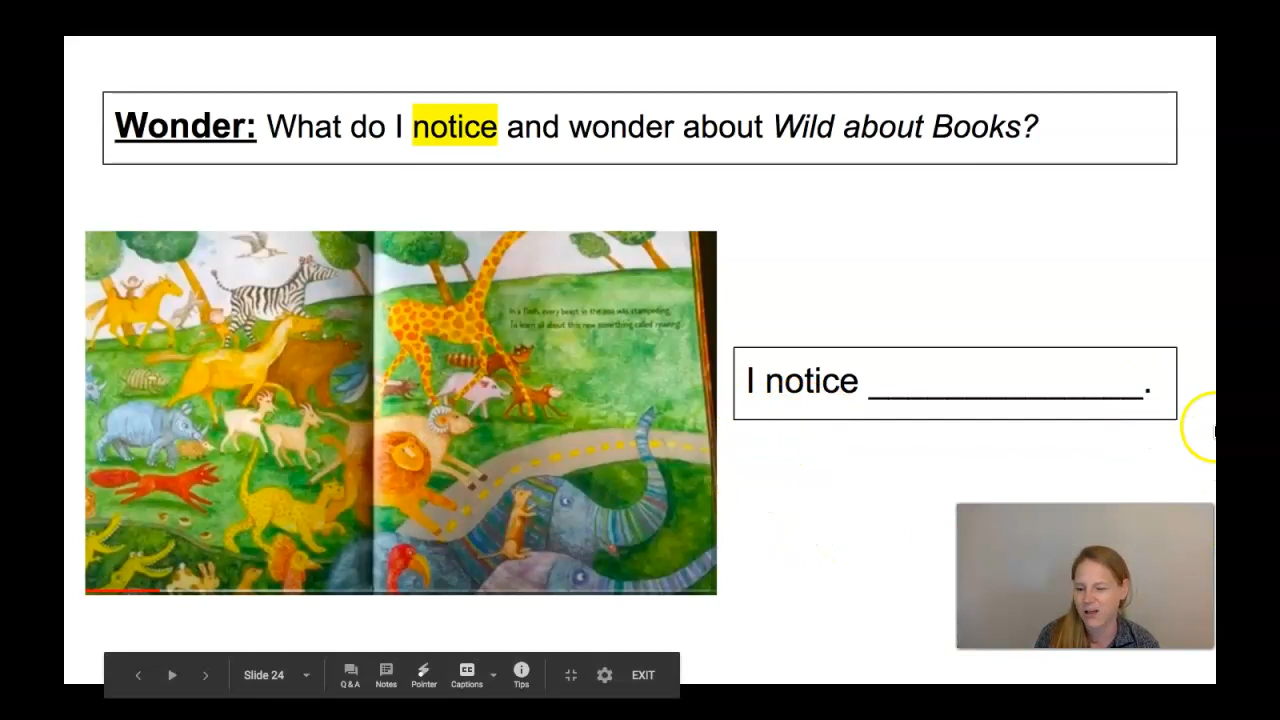 Wonder: What do I notice and wonder about Wild about Books?
In a flash, every beast in the zoo was stampeding,
To learn all about this new something called reading.
I notice _______________.
Slide 24
Q&A
Notes
Pointer
Captions
Tips
EXIT